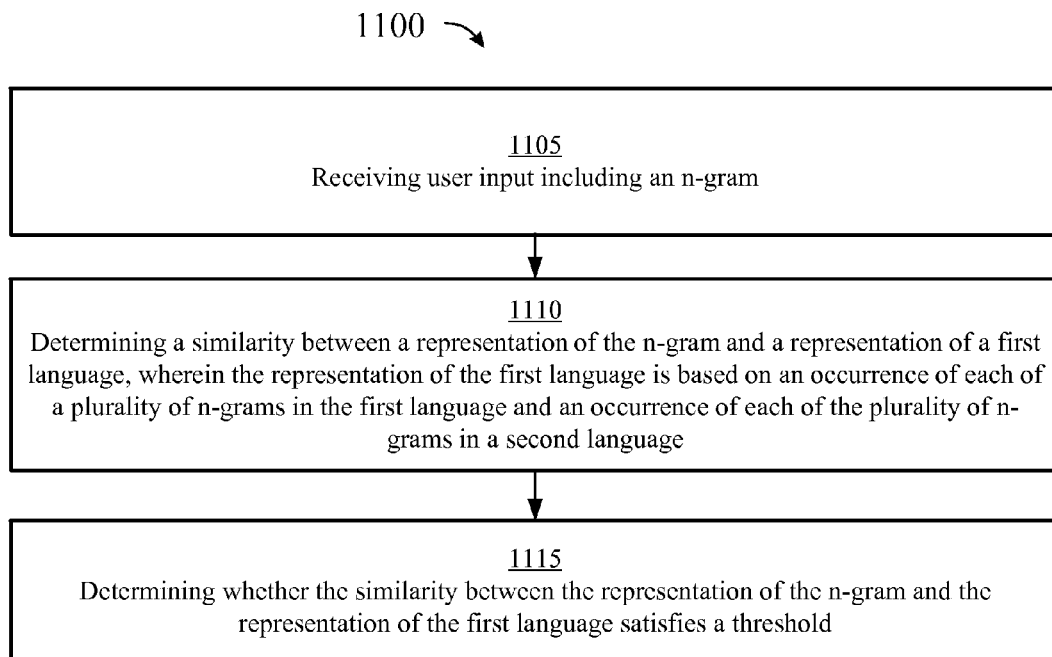 1100
1105
Receiving user input including an n-gram
1110
Determining a similarity between a representation of the n-gram and a representation of a first
language, wherein the representation of the first language is based on an occurrence of each of
a plurality of n-grams in the first language and an occurrence of each of the plurality of n-
grams in a second language
1115
Determining whether the similarity between the representation of the n-gram and the
representation of the first language satisfies a threshold